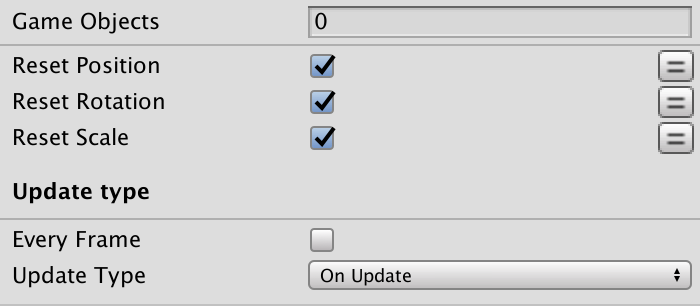 Game Objects 0
Reset Position
Reset Rotation
Reset Scale
Update type
Every Frame
Update Type On Update